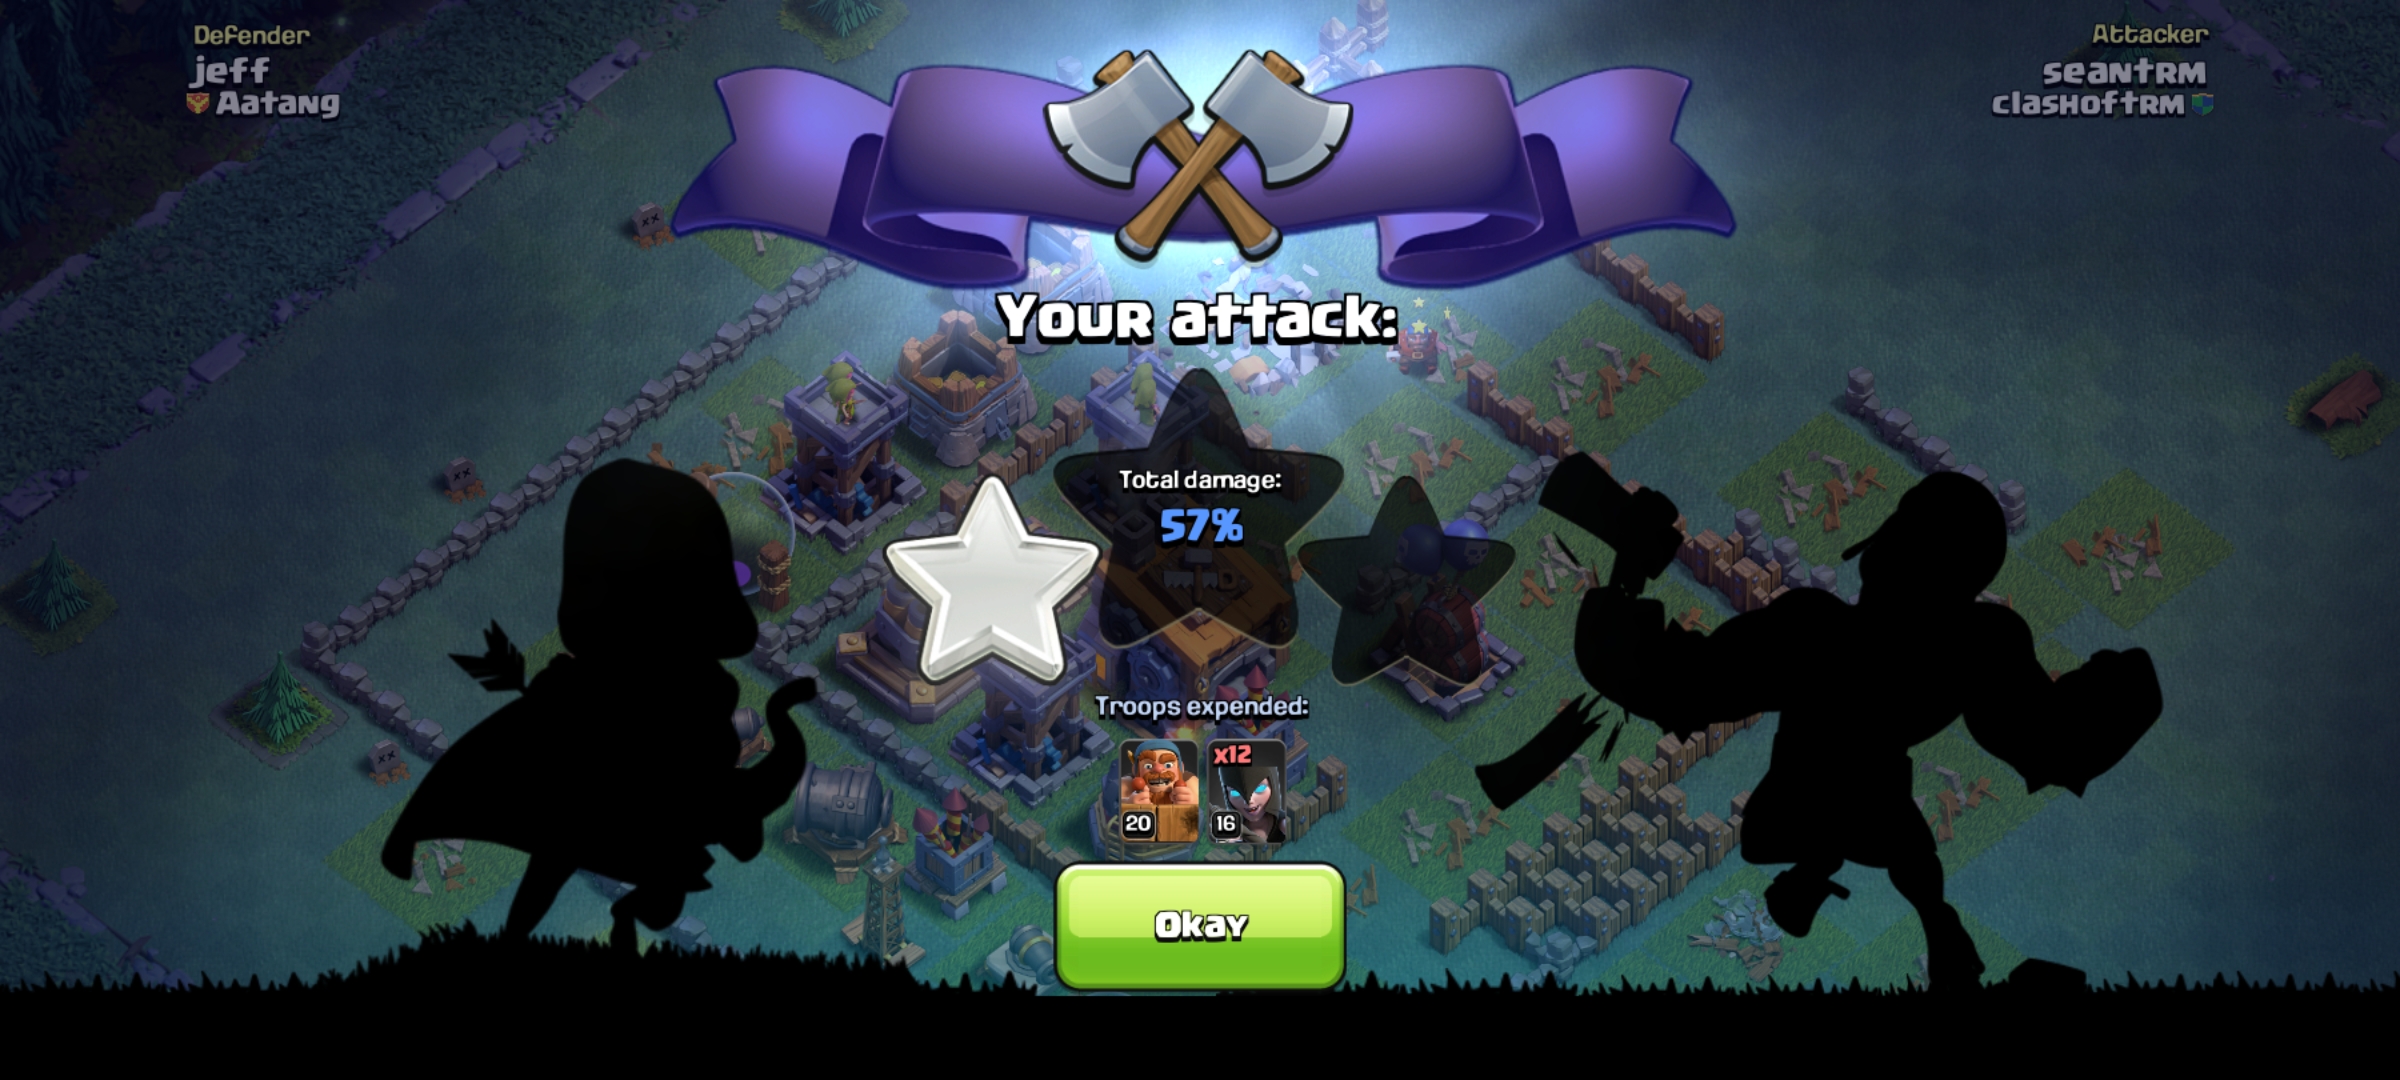 Defender
jeff
Aatang
Attacker
seantrm
clashoftrm
Your attack:
Total damage:
57%
Troops expended:
x12
20
16
Okay